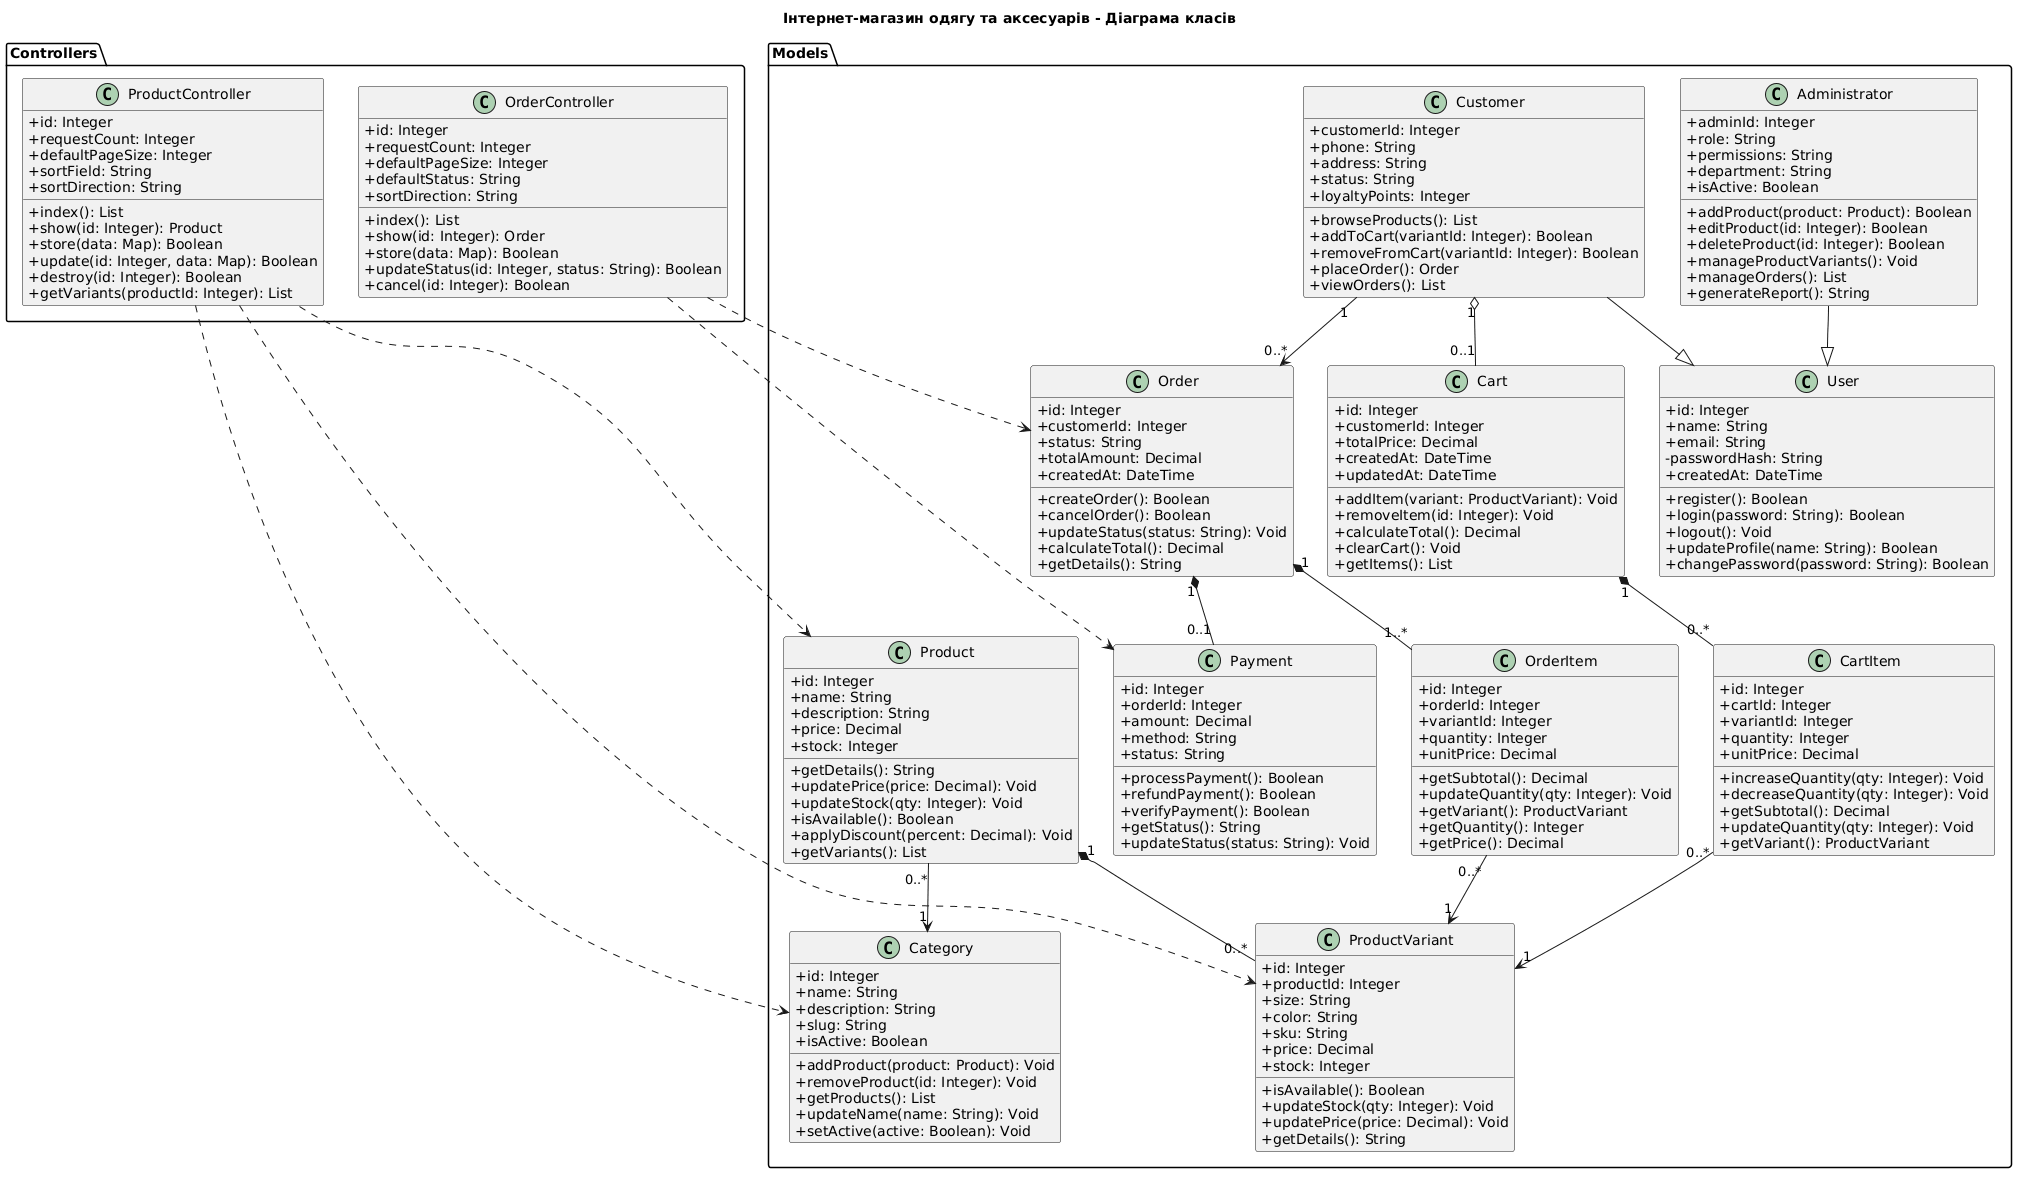 Інтернет-магазин одягу та аксесуарів - Діаграма класів
Controllers
ProductController
+id: Integer
+requestCount: Integer
+defaultPageSize: Integer
+sortField: String
+sortDirection: String
+index(): List
+show(id: Integer): Product
+store(data: Map): Boolean
+update(id: Integer, data: Map): Boolean
+destroy(id: Integer): Boolean
+getVariants(productId: Integer): List
OrderController
+id: Integer
+requestCount: Integer
+defaultPageSize: Integer
+defaultStatus: String
+sortDirection: String
+index(): List
+show(id: Integer): Order
+store(data: Map): Boolean
+updateStatus(id: Integer, status: String): Boolean
+cancel(id: Integer): Boolean
Models
Customer
+customerId: Integer
+phone: String
+address: String
+status: String
+loyaltyPoints: Integer
+browseProducts(): List
+addToCart(variantId: Integer): Boolean
+removeFromCart(variantId: Integer): Boolean
+placeOrder(): Order
+viewOrders(): List
Administrator
+adminId: Integer
+role: String
+permissions: String
+department: String
+isActive: Boolean
+addProduct(product: Product): Boolean
+editProduct(id: Integer): Boolean
+deleteProduct(id: Integer): Boolean
+manageProductVariants(): Void
+manageOrders(): List
+generateReport(): String
1
1
0..*
0..1
Order
+id: Integer
+customerId: Integer
+status: String
+totalAmount: Decimal
+createdAt: DateTime
+createOrder(): Boolean
+cancelOrder(): Boolean
+updateStatus(status: String): Void
+calculateTotal(): Decimal
+getDetails(): String
Cart
+id: Integer
+customerId: Integer
+totalPrice: Decimal
+createdAt: DateTime
+updatedAt: DateTime
+addItem(variant: ProductVariant): Void
+removeItem(id: Integer): Void
+calculateTotal(): Decimal
+clearCart(): Void
+getItems(): List
User
+id: Integer
+name: String
+email: String
-passwordHash: String
+createdAt: DateTime
+register(): Boolean
+login(password: String): Boolean
+logout(): Void
+updateProfile(name: String): Boolean
+changePassword(password: String): Boolean
1
1
1
0..1
1..*
0..*
Product
+id: Integer
+name: String
+description: String
+price: Decimal
+stock: Integer
+getDetails(): String
+updatePrice(price: Decimal): Void
+updateStock(qty: Integer): Void
+isAvailable(): Boolean
+applyDiscount(percent: Decimal): Void
+getVariants(): List
Payment
+id: Integer
+orderId: Integer
+amount: Decimal
+method: String
+status: String
+processPayment(): Boolean
+refundPayment(): Boolean
+verifyPayment(): Boolean
+getStatus(): String
+updateStatus(status: String): Void
OrderItem
+id: Integer
+orderId: Integer
+variantId: Integer
+quantity: Integer
+unitPrice: Decimal
+getSubtotal(): Decimal
+updateQuantity(qty: Integer): Void
+getVariant(): ProductVariant
+getQuantity(): Integer
+getPrice(): Decimal
CartItem
+id: Integer
+cartId: Integer
+variantId: Integer
+quantity: Integer
+unitPrice: Decimal
+increaseQuantity(qty: Integer): Void
+decreaseQuantity(qty: Integer): Void
+getSubtotal(): Decimal
+updateQuantity(qty: Integer): Void
+getVariant(): ProductVariant
1
0..*
0..*
0..*
1
1
0..*
1
Category
+id: Integer
+name: String
+description: String
+slug: String
+isActive: Boolean
+addProduct(product: Product): Void
+removeProduct(id: Integer): Void
+getProducts(): List
+updateName(name: String): Void
+setActive(active: Boolean): Void
ProductVariant
+id: Integer
+productId: Integer
+size: String
+color: String
+sku: String
+price: Decimal
+stock: Integer
+isAvailable(): Boolean
+updateStock(qty: Integer): Void
+updatePrice(price: Decimal): Void
+getDetails(): String